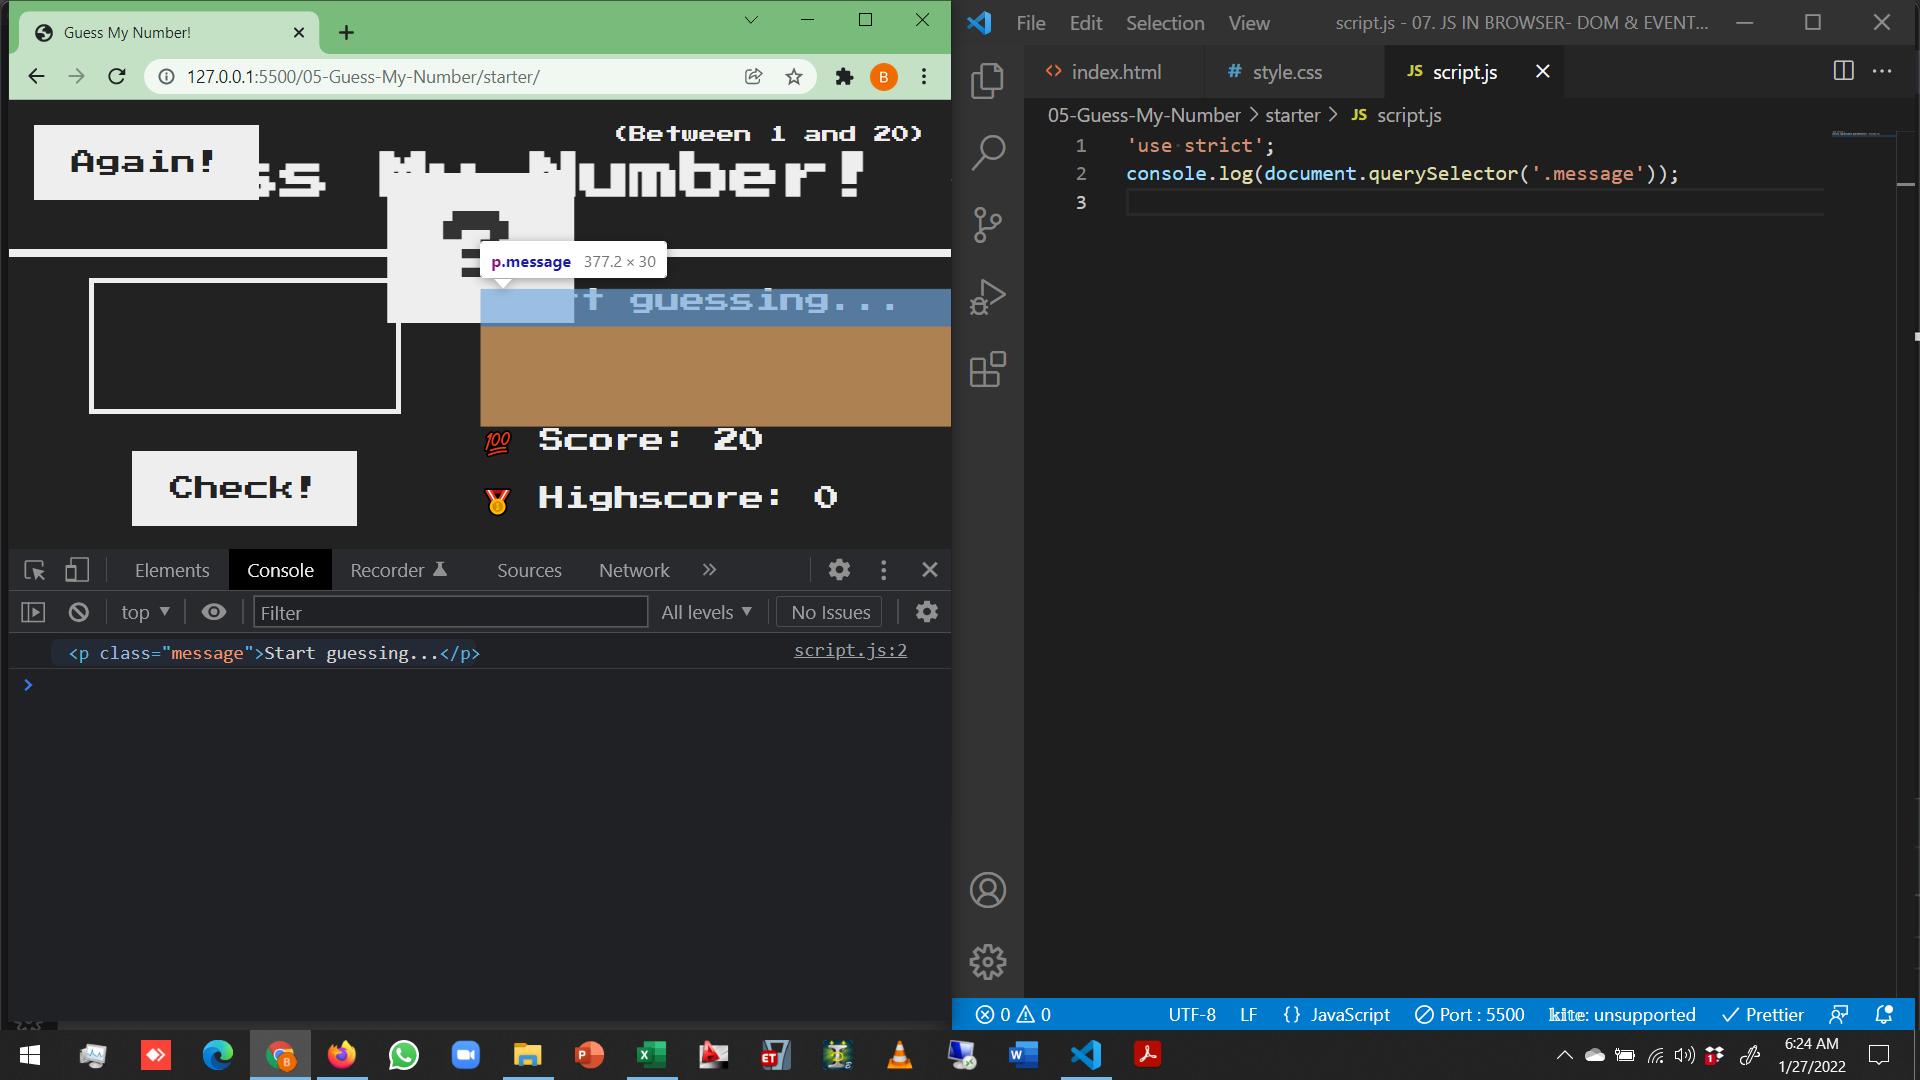 Guess My Number!
127.0.0.1:5500/05-Guess-My-Number/starter/
B
(Between 1 and 20)
Again!
ss My Number!
?
p.message 377.2 × 30
rt guessing...
💯 Score: 20
🥇 Highscore: 0
Check!
Elements Console Recorder Sources Network
top Filter All levels No Issues
<p class="message">Start guessing...</p> script.js:2
File Edit Selection View script.js - 07. JS IN BROWSER- DOM & EVENT...
index.html # style.css JS script.js
05-Guess-My-Number > starter > JS script.js
1 'use strict';
2 console.log(document.querySelector('.message'));
3
0 0 UTF-8 LF {} JavaScript Port : 5500 kite: unsupported Prettier
6:24 AM
1/27/2022